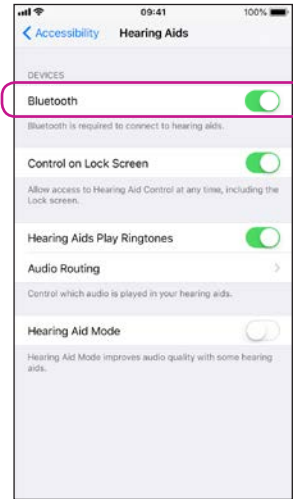 09:41 100%
Accessibility Hearing Aids
DEVICES
Bluetooth
Bluetooth is required to connect to hearing aids.
Control on Lock Screen
Allow access to Hearing Aid Control at any time, including the
Lock screen.
Hearing Aids Play Ringtones
Audio Routing
Control which audio is played in your hearing aids.
Hearing Aid Mode
Hearing Aid Mode improves audio quality with some hearing
aids.